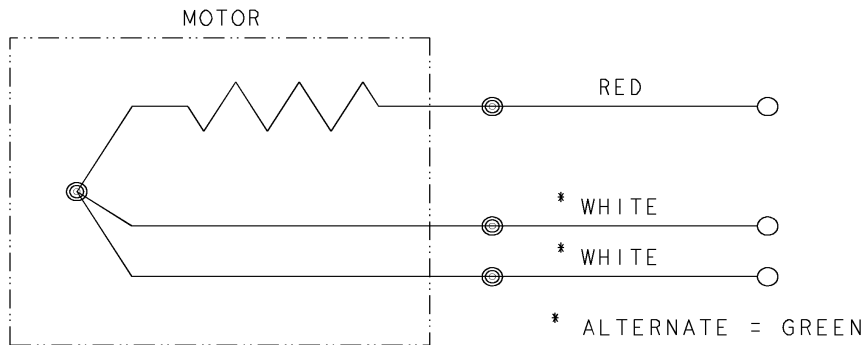 MOTOR
RED
* WHITE
* WHITE
* ALTERNATE = GREEN